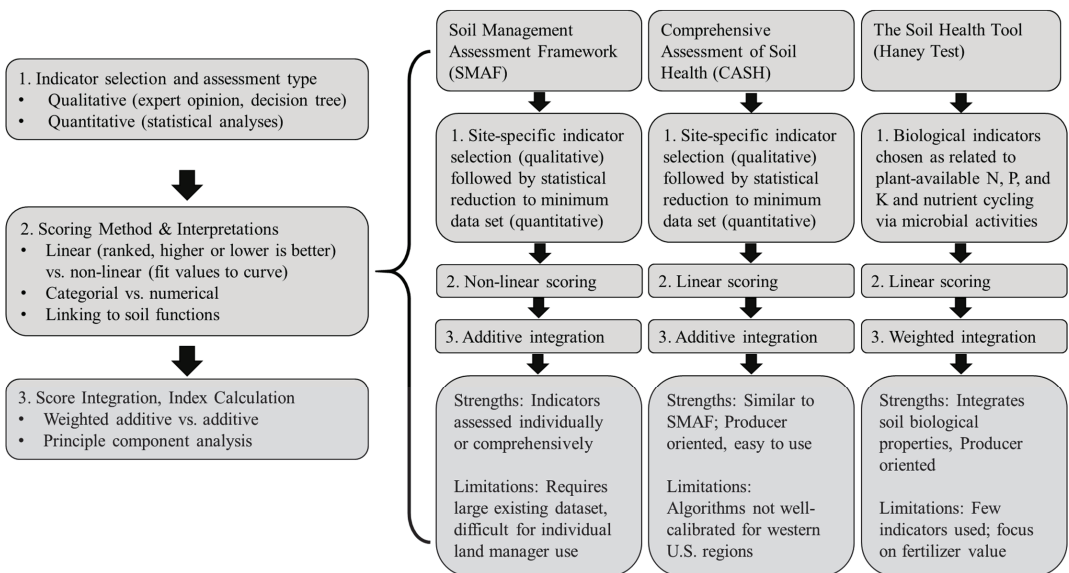 1. Indicator selection and assessment type
• Qualitative (expert opinion, decision tree)
• Quantitative (statistical analyses)
2. Scoring Method & Interpretations
• Linear (ranked, higher or lower is better)
vs. non-linear (fit values to curve)
• Categorial vs. numerical
• Linking to soil functions
3. Score Integration, Index Calculation
• Weighted additive vs. additive
• Principle component analysis
Soil Management
Assessment Framework
(SMAF)
1. Site-specific indicator
selection (qualitative)
followed by statistical
reduction to minimum
data set (quantitative)
2. Non-linear scoring
3. Additive integration
Strengths: Indicators
assessed individually
or comprehensively
Limitations: Requires
large existing dataset,
difficult for individual
land manager use
Comprehensive
Assessment of Soil
Health (CASH)
1. Site-specific indicator
selection (qualitative)
followed by statistical
reduction to minimum
data set (quantitative)
2. Linear scoring
3. Additive integration
Strengths: Similar to
SMAF; Producer
oriented, easy to use
Limitations:
Algorithms not well-
calibrated for western
U.S. regions
The Soil Health Tool
(Haney Test)
1. Biological indicators
chosen as related to
plant-available N, P, and
K and nutrient cycling
via microbial activities
2. Linear scoring
3. Weighted integration
Strengths: Integrates
soil biological
properties, Producer
oriented
Limitations: Few
indicators used; focus
on fertilizer value